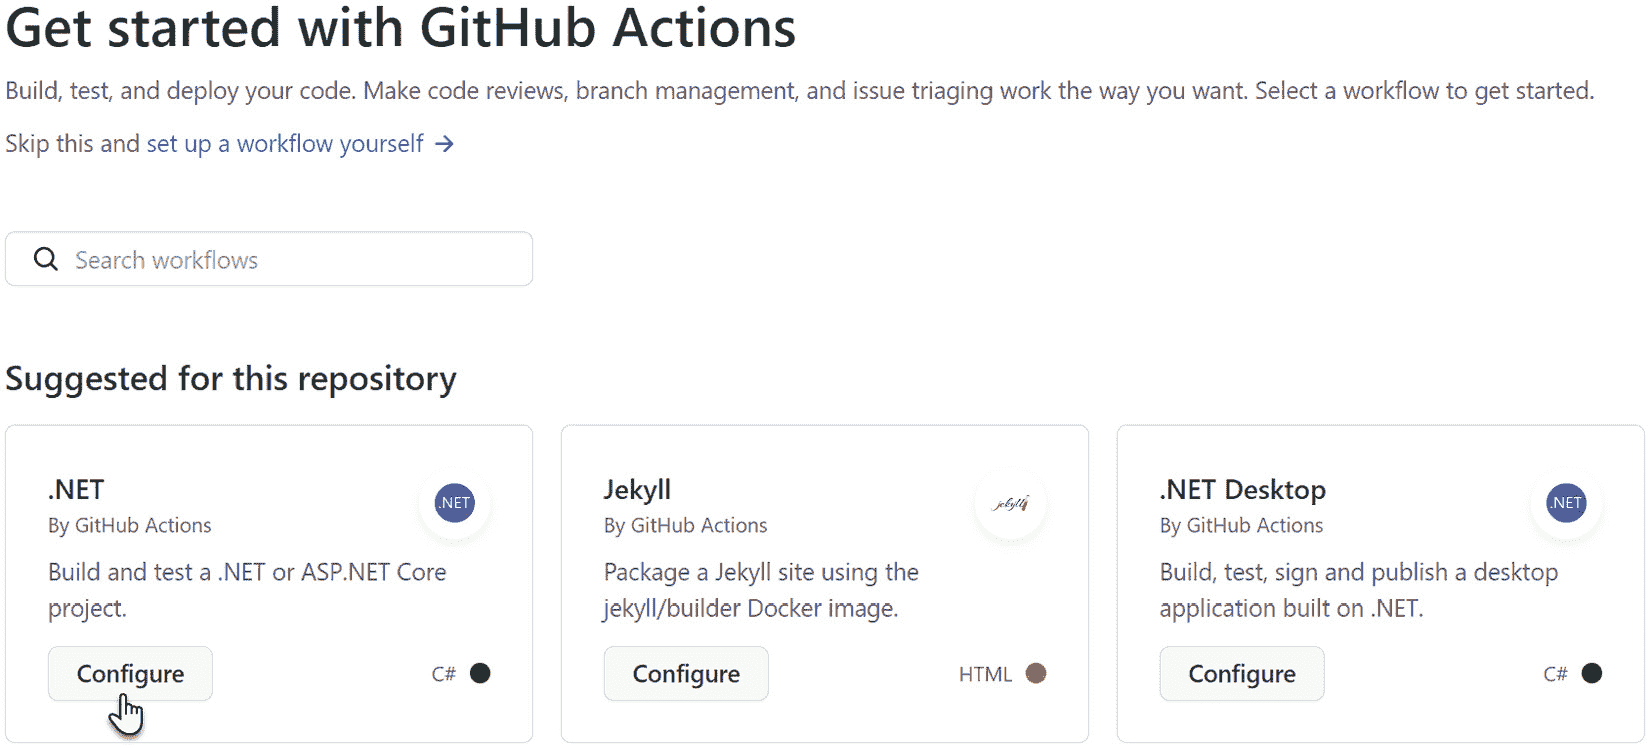 Get started with GitHub Actions
Build, test, and deploy your code. Make code reviews, branch management, and issue triaging work the way you want. Select a workflow to get started.
Skip this and set up a workflow yourself →
Search workflows
Suggested for this repository
.NET
.NET
By GitHub Actions
Build and test a .NET or ASP.NET Core
project.
Configure
C#
Jekyll
jekyll
By GitHub Actions
Package a Jekyll site using the
jekyll/builder Docker image.
Configure
HTML
.NET Desktop
.NET
By GitHub Actions
Build, test, sign and publish a desktop
application built on .NET.
Configure
C#